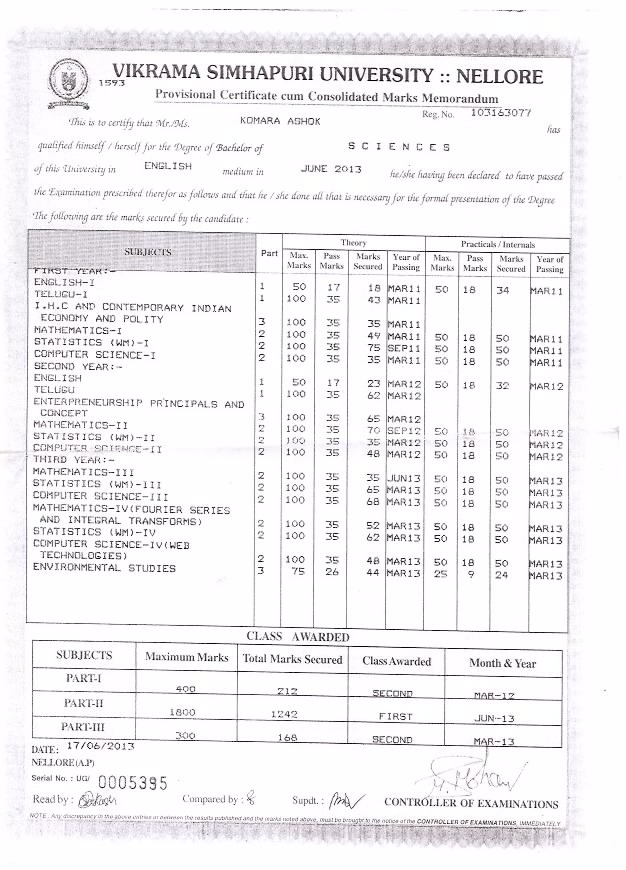 VIKRAMA SIMHAPURI UNIVERSITY :: NELLORE
1593
Provisional Certificate cum Consolidated Marks Memorandum
Reg. No. 103163077
This is to certify that Mr./Ms. KOMARA ASHOK has
qualified himself / herself for the Degree of Bachelor of SCIENCES
of this University in ENGLISH medium in JUNE 2013 he/she having been declared to have passed
the Examination prescribed therefor as follows and that he / she done all that is necessary for the formal presentation of the Degree
The following are the marks secured by the candidate :
SUBJECTS Part Theory Practicals / Internals
Max. Marks Pass Marks Marks Secured Year of Passing Max. Marks Pass Marks Marks Secured Year of Passing
FIRST YEAR:-
ENGLISH-I 1 50 17 18 MAR11 50 18 34 MAR11
TELUGU-I 1 100 35 43 MAR11
I.H.C AND CONTEMPORARY INDIAN
ECONOMY AND POLITY 3 100 35 35 MAR11
MATHEMATICS-I 2 100 35 49 MAR11 50 18 50 MAR11
STATISTICS (WM)-I 2 100 35 75 SEP11 50 18 50 MAR11
COMPUTER SCIENCE-I 2 100 35 35 MAR11 50 18 50 MAR11
SECOND YEAR:-
ENGLISH 1 50 17 23 MAR12 50 18 32 MAR12
TELUGU 1 100 35 62 MAR12
ENTERPRENEURSHIP PRINCIPALS AND
CONCEPT 3 100 35 65 MAR12
MATHEMATICS-II 2 100 35 70 SEP12 50 18 50 MAR12
STATISTICS (WM)-II 2 100 35 35 MAR12 50 18 50 MAR12
COMPUTER SCIENCE-II 2 100 35 48 MAR12 50 18 50 MAR12
THIRD YEAR:-
MATHEMATICS-III 2 100 35 35 JUN13 50 18 50 MAR13
STATISTICS (WM)-III 2 100 35 65 MAR13 50 18 50 MAR13
COMPUTER SCIENCE-III 2 100 35 68 MAR13 50 18 50 MAR13
MATHEMATICS-IV(FOURIER SERIES
AND INTEGRAL TRANSFORMS) 2 100 35 52 MAR13 50 18 50 MAR13
STATISTICS (WM)-IV 2 100 35 62 MAR13 50 18 50 MAR13
COMPUTER SCIENCE-IV(WEB
TECHNOLOGIES) 2 100 35 48 MAR13 50 18 50 MAR13
ENVIRONMENTAL STUDIES 3 75 26 44 MAR13 25 9 24 MAR13
CLASS AWARDED
SUBJECTS Maximum Marks Total Marks Secured Class Awarded Month & Year
PART-I 400 212 SECOND MAR-12
PART-II 1800 1242 FIRST JUN-13
PART-III 300 168 SECOND MAR-13
DATE: 17/06/2013
NELLORE(A.P)
Serial No. : UG/ 0005395
Read by : Compared by : Supdt. : CONTROLLER OF EXAMINATIONS
NOTE : Any discrepancy in the above entries or between the results published and the marks noted above, must be brought to the notice of the CONTROLLER OF EXAMINATIONS, IMMEDIATELY.